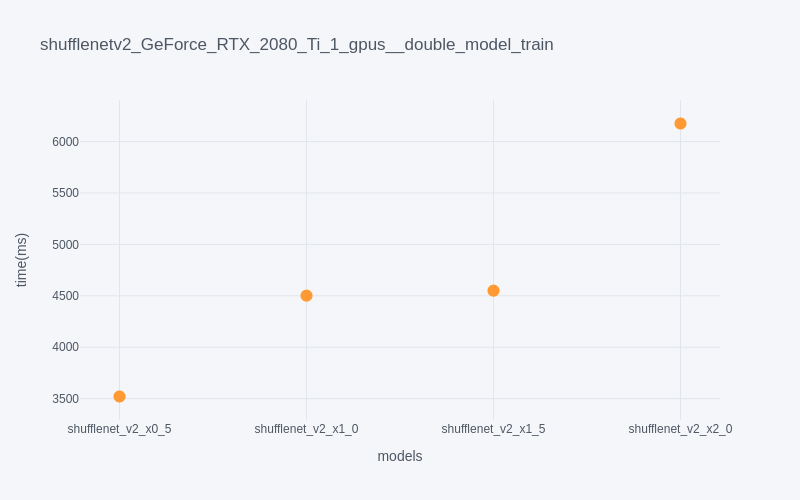 shufflenetv2_GeForce_RTX_2080_Ti_1_gpus__double_model_train
6000
5500
5000
4500
4000
3500
time(ms)
shufflenet_v2_x0_5 shufflenet_v2_x1_0 shufflenet_v2_x1_5 shufflenet_v2_x2_0
models